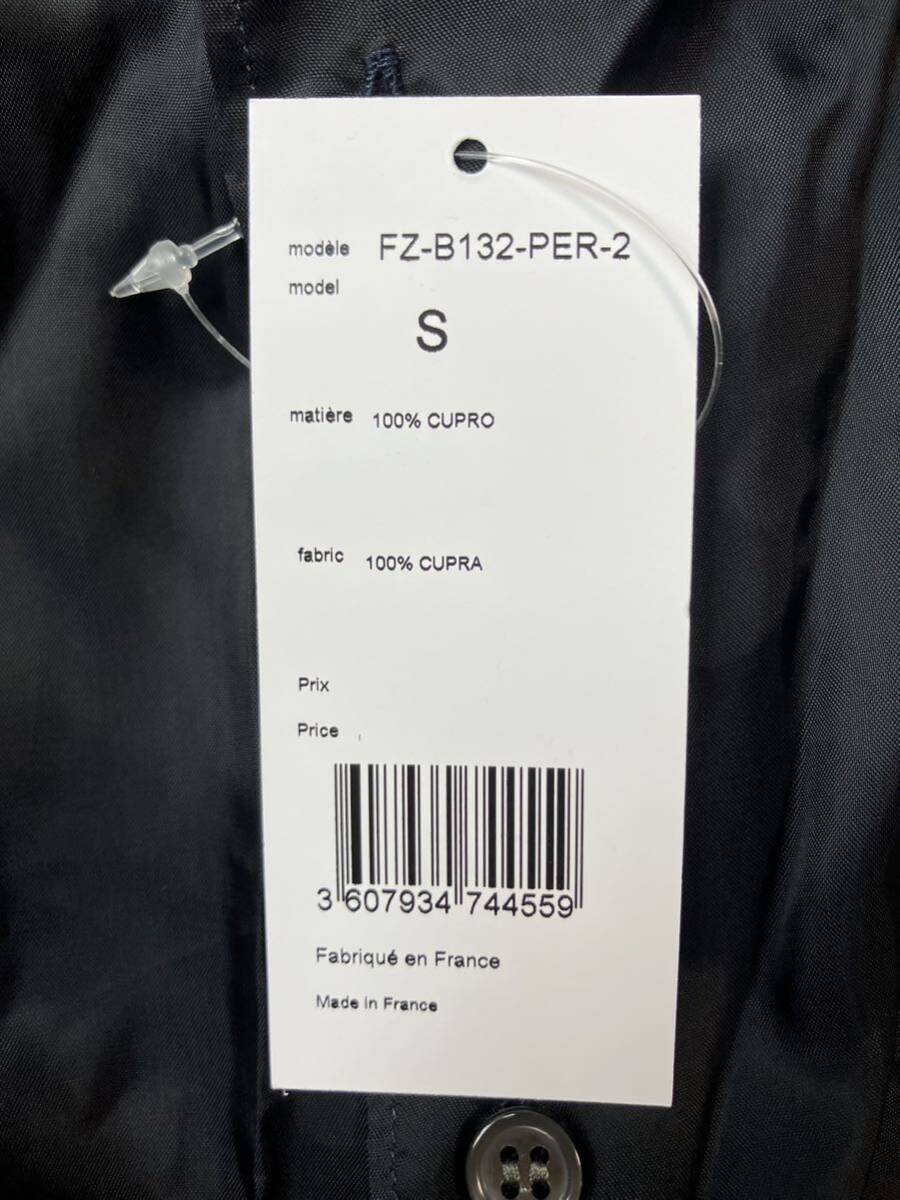 modèle FZ-B132-PER-2
model
S
matière 100% CUPRO
fabric 100% CUPRA
Prix
Price
3 607934 744559
Fabriqué en France
Made in France